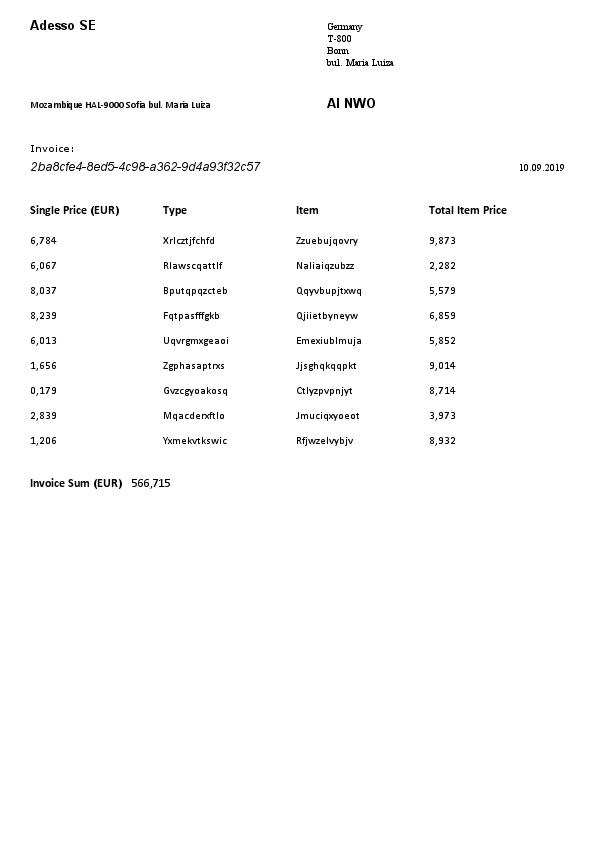 Adesso SE
Germany
T-800
Bonn
bul. Maria Luiza
Mozambique HAL-9000 Sofia bul. Maria Luiza
AI NWO
Invoice:
2ba8cfe4-8ed5-4c98-a362-9d4a93f32c57 10.09.2019
Single Price (EUR) Type Item Total Item Price
6,784 Xrlcztjfchfd Zzuebujqovry 9,873
6,067 Rlawscqattlf Naliaiqzubzz 2,282
8,037 Bputqpqzcteb Qqyvbupjtxwq 5,579
8,239 Fqtpasfffgkb Qjiietbyneyw 6,859
6,013 Uqvrgmxgeaoi Emexiublmuja 5,852
1,656 Zgphasaptrxs Jjsghqkqqpkt 9,014
0,179 Gvzcgyoakosq Ctlyzpvpnjyt 8,714
2,839 Mqacderxftlo Jmuciqxyoeot 3,973
1,206 Yxmekvtkswic Rfjwzelvybjv 8,932
Invoice Sum (EUR) 566,715